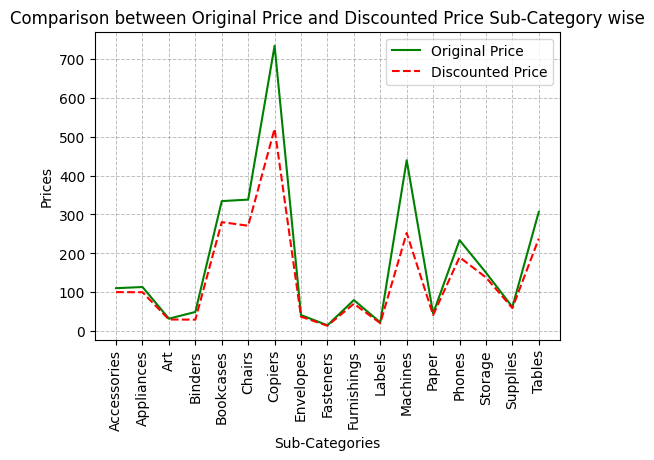 Comparison between Original Price and Discounted Price Sub-Category wise
Original Price
Discounted Price
Prices
700
600
500
400
300
200
100
0
Accessories
Appliances
Art
Binders
Bookcases
Chairs
Copiers
Envelopes
Fasteners
Furnishings
Labels
Machines
Paper
Phones
Storage
Supplies
Tables
Sub-Categories